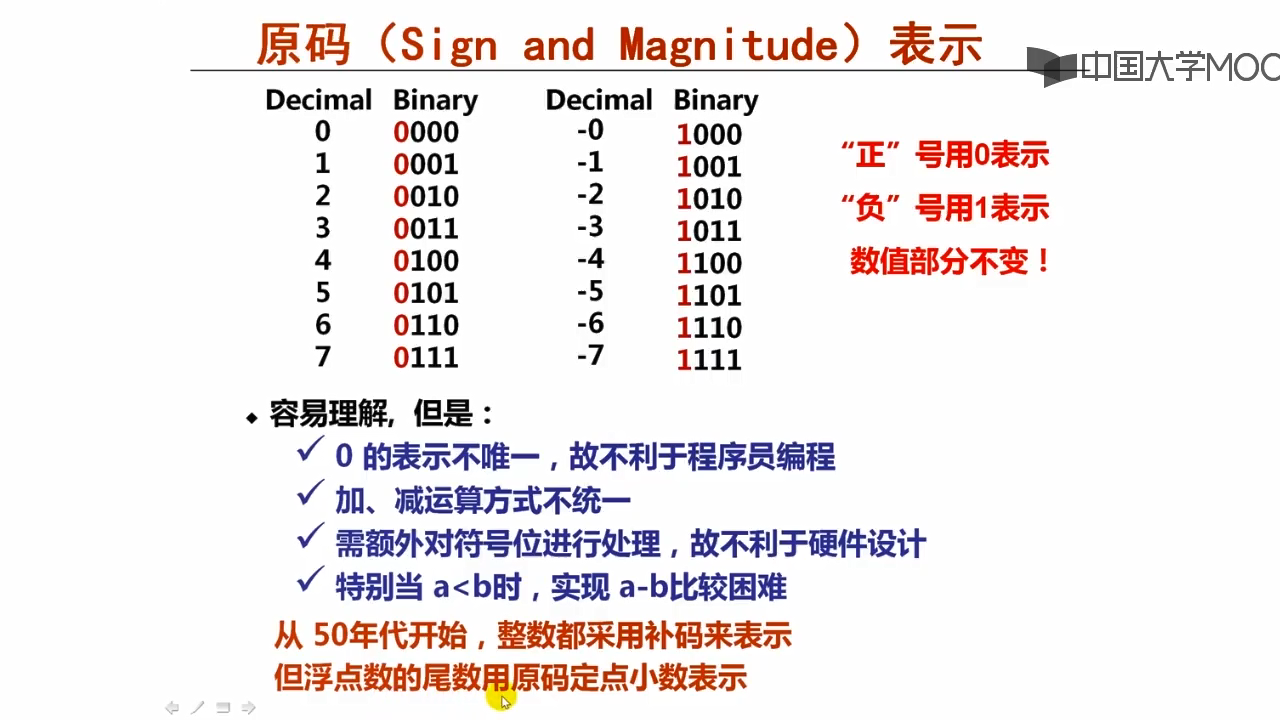 原码（Sign and Magnitude）表示
中国大学MOO
Decimal Binary Decimal Binary
0 0000 -0 1000
1 0001 -1 1001
2 0010 -2 1010
3 0011 -3 1011
4 0100 -4 1100
5 0101 -5 1101
6 0110 -6 1110
7 0111 -7 1111
“正”号用0表示
“负”号用1表示
数值部分不变！
容易理解, 但是：
0 的表示不唯一，故不利于程序员编程
加、减运算方式不统一
需额外对符号位进行处理，故不利于硬件设计
特别当 a<b时，实现 a-b比较困难
从 50年代开始，整数都采用补码来表示
但浮点数的尾数用原码定点小数表示